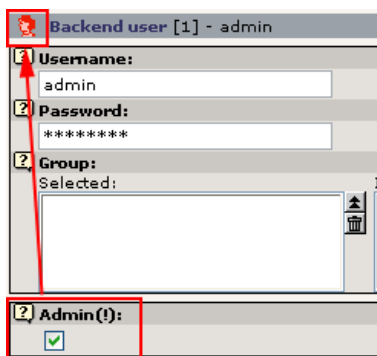 Backend user [1] - admin
? Username:
admin
? Password:
********
? Group:
Selected:
? Admin(!):